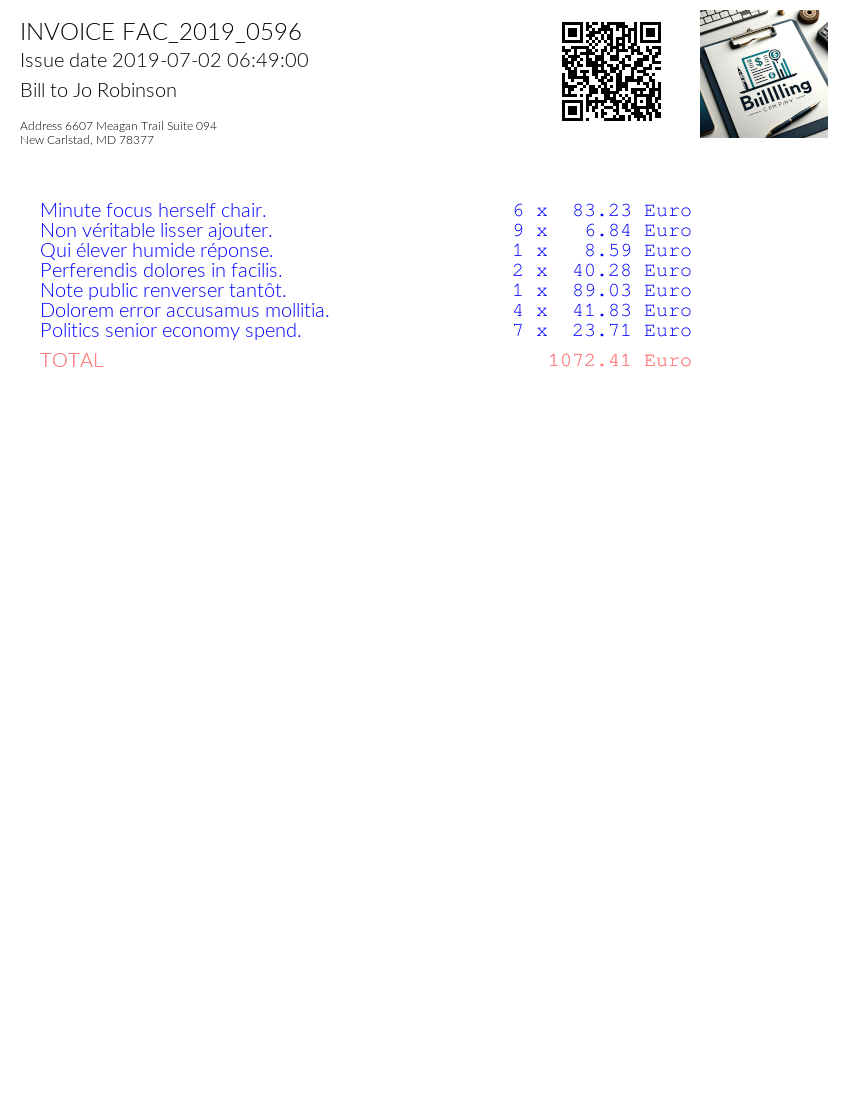 INVOICE FAC_2019_0596
Issue date 2019-07-02 06:49:00
Bill to Jo Robinson
Address 6607 Meagan Trail Suite 094
New Carlstad, MD 78377
Biillling
COMPANY
Minute focus herself chair. 6 x 83.23 Euro
Non véritable lisser ajouter. 9 x 6.84 Euro
Qui élever humide réponse. 1 x 8.59 Euro
Perferendis dolores in facilis. 2 x 40.28 Euro
Note public renverser tantôt. 1 x 89.03 Euro
Dolorem error accusamus mollitia. 4 x 41.83 Euro
Politics senior economy spend. 7 x 23.71 Euro
TOTAL 1072.41 Euro